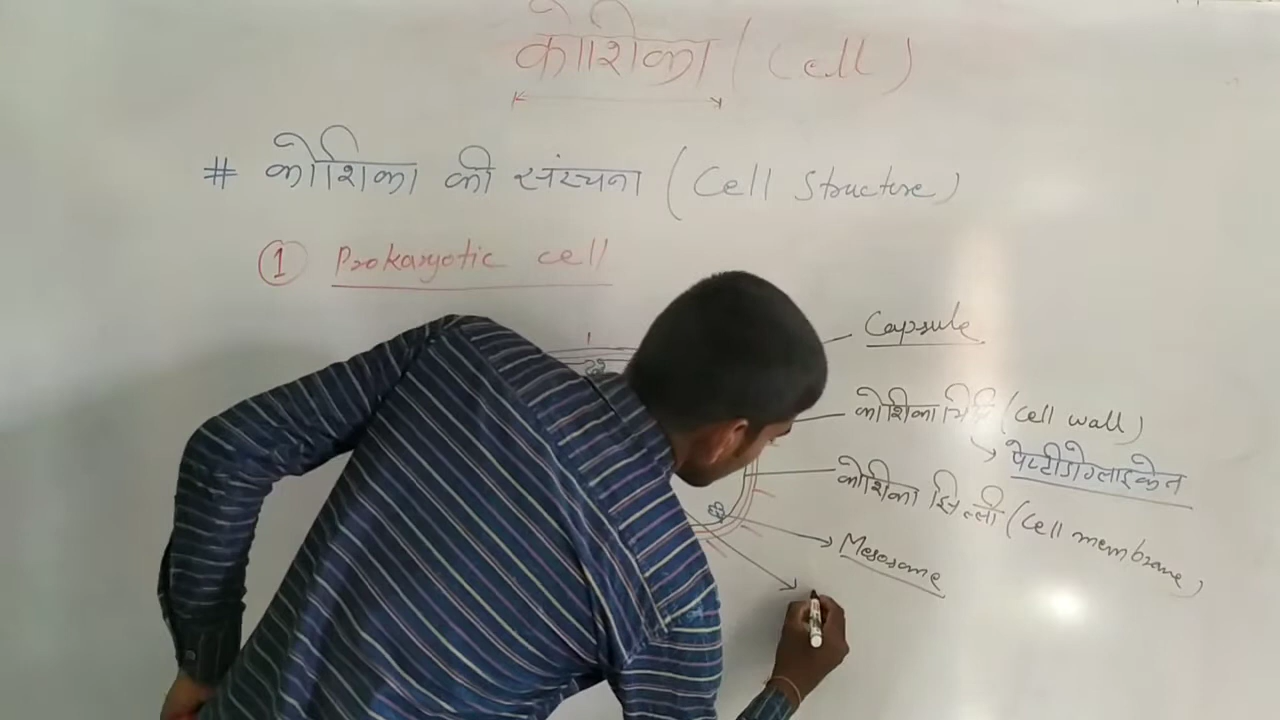 कोशिका (Cell)
# कोशिका की संरचना (Cell Structure)
① Prokaryotic cell
Capsule
कोशिका भित्ति (Cell wall)
पेप्टीडोग्लाइकेन
कोशिका झिल्ली (Cell membrane)
Mesosome